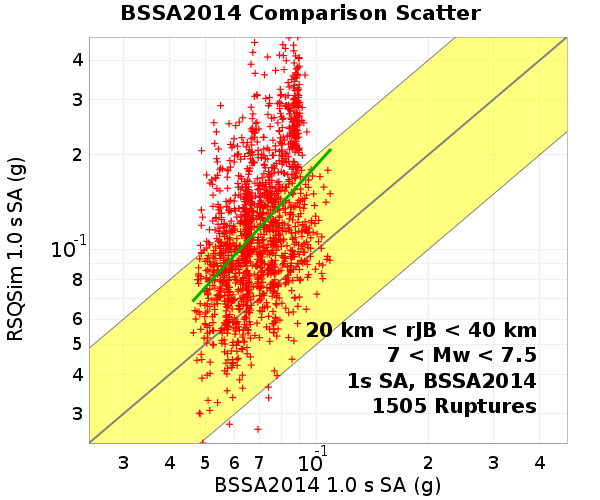 BSSA2014 Comparison Scatter
RSQSim 1.0 s SA (g)
4
3
2
10-1
8
6
5
4
3
20 km < rJB < 40 km
7 < Mw < 7.5
1s SA, BSSA2014
1505 Ruptures
3 4 5 6 7 10-1 2 3 4
BSSA2014 1.0 s SA (g)